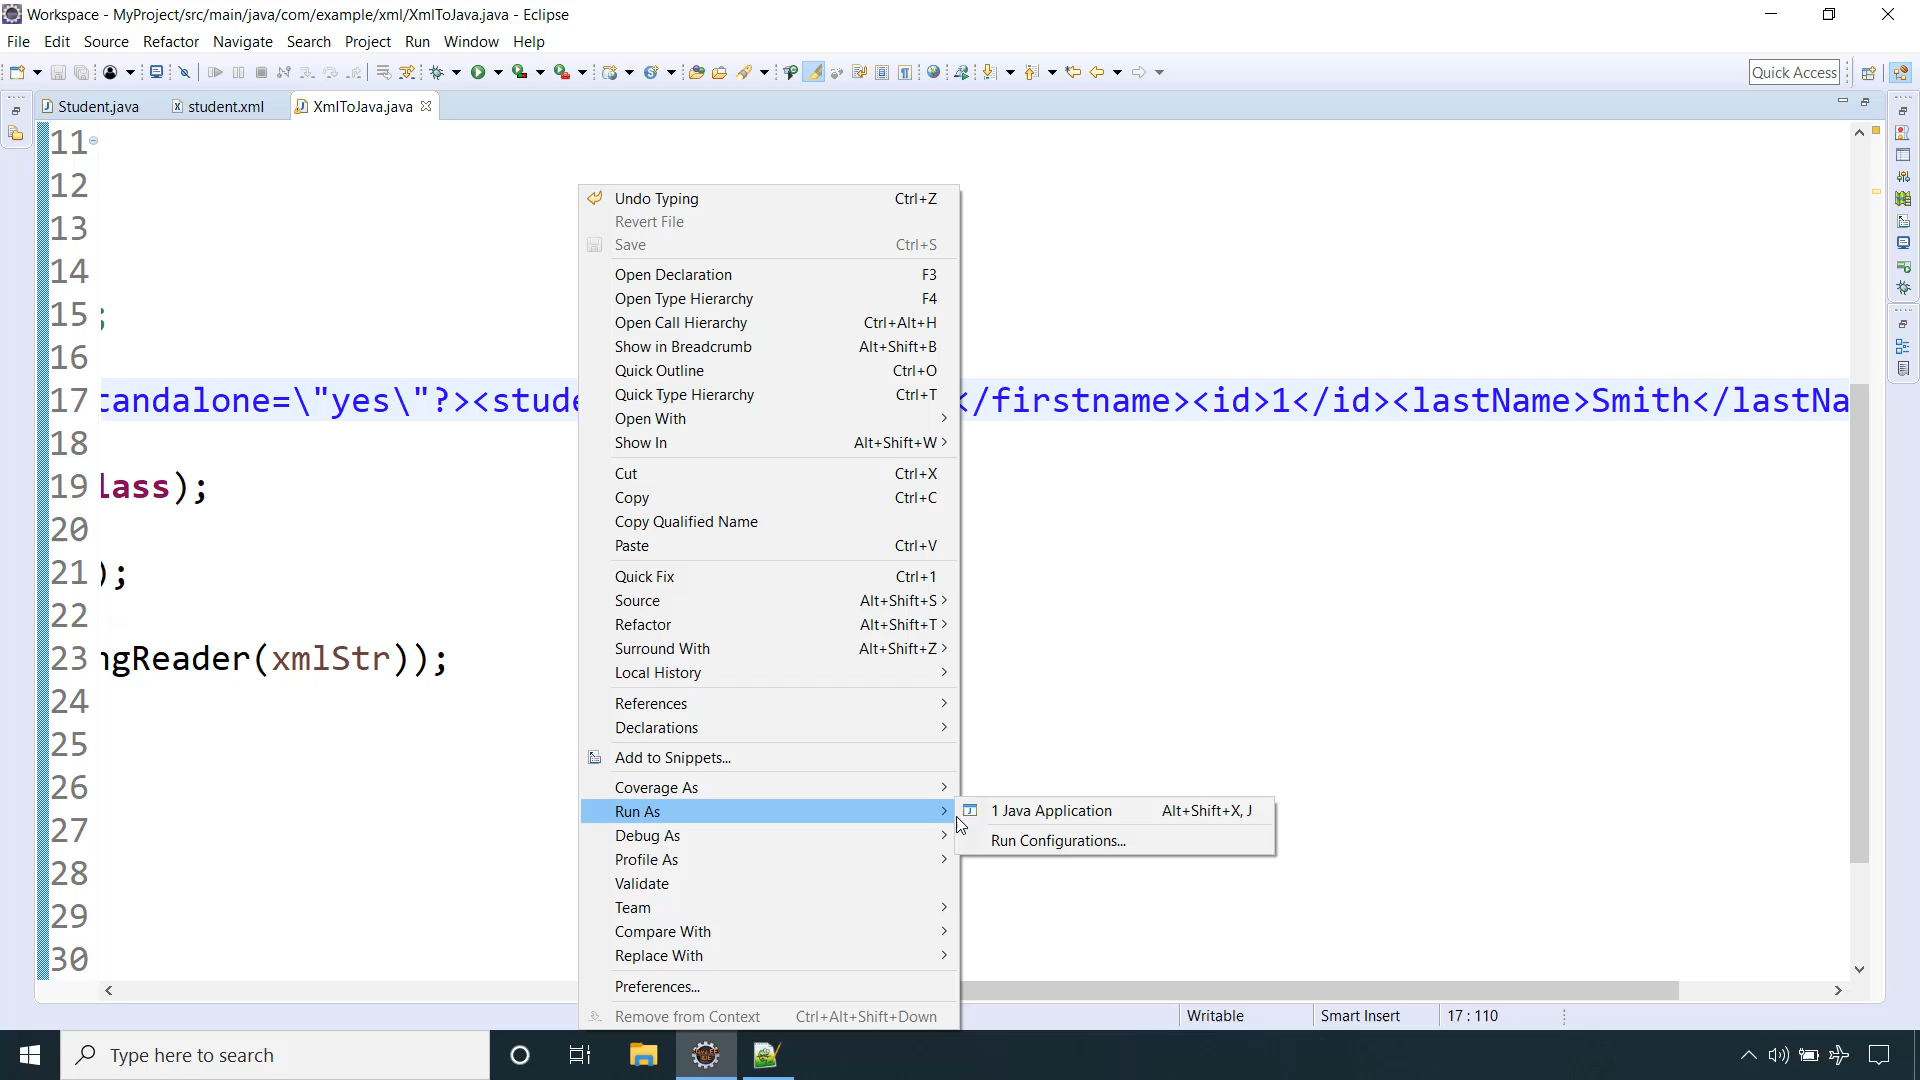 Workspace - MyProject/src/main/java/com/example/xml/XmlToJava.java - Eclipse
File Edit Source Refactor Navigate Search Project Run Window Help
Quick Access
Student.java student.xml XmlToJava.java
11
12
13
14
15 ;
16
17 tandalone=\"yes\"?><stude </firstname><id>1</id><lastName>Smith</lastNa
18
19 lass);
20
21 );
22
23 ngReader(xmlStr));
24
25
26
27
28
29
30
Undo Typing Ctrl+Z
Revert File
Save Ctrl+S
Open Declaration F3
Open Type Hierarchy F4
Open Call Hierarchy Ctrl+Alt+H
Show in Breadcrumb Alt+Shift+B
Quick Outline Ctrl+O
Quick Type Hierarchy Ctrl+T
Open With
Show In Alt+Shift+W
Cut Ctrl+X
Copy Ctrl+C
Copy Qualified Name
Paste Ctrl+V
Quick Fix Ctrl+1
Source Alt+Shift+S
Refactor Alt+Shift+T
Surround With Alt+Shift+Z
Local History
References
Declarations
Add to Snippets...
Coverage As
Run As
Debug As
Profile As
Validate
Team
Compare With
Replace With
Preferences...
Remove from Context Ctrl+Alt+Shift+Down
1 Java Application Alt+Shift+X, J
Run Configurations...
Writable Smart Insert 17 : 110
Type here to search